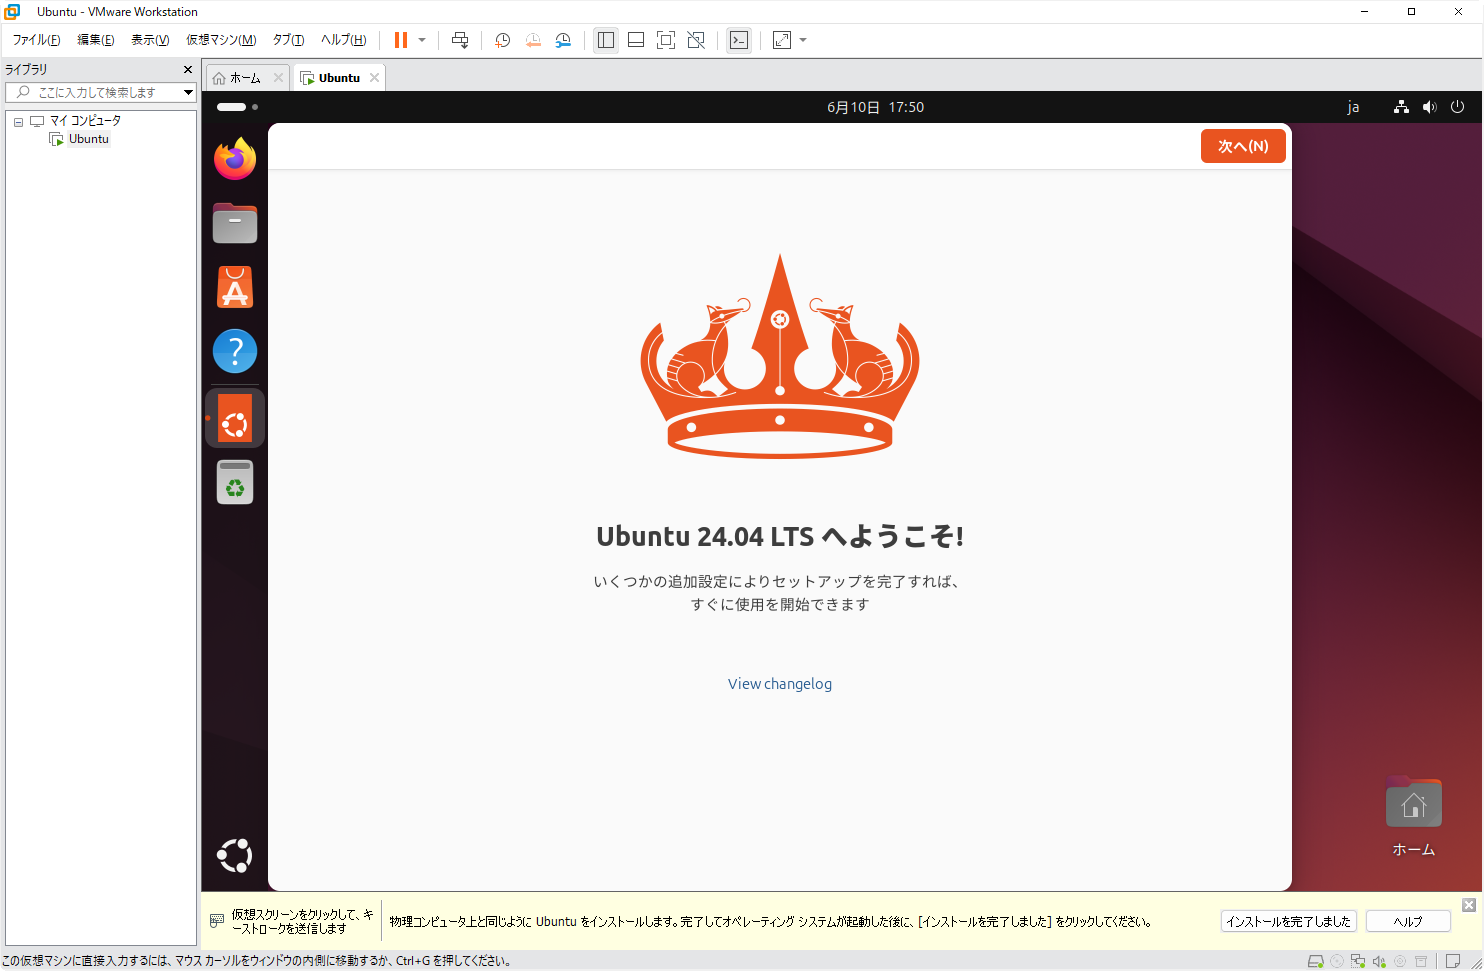 Ubuntu - VMware Workstation
ファイル(F) 編集(E) 表示(V) 仮想マシン(M) タブ(T) ヘルプ(H)
ライブラリ
ここに入力して検索します
マイ コンピュータ
Ubuntu
ホーム
Ubuntu
6月10日 17:50
ja
次へ(N)
Ubuntu 24.04 LTS へようこそ!
いくつかの追加設定によりセットアップを完了すれば、
すぐに使用を開始できます
View changelog
ホーム
仮想スクリーンをクリックして、キ
ーストロークを送信します
物理コンピュータ上と同じように Ubuntu をインストールします。完了してオペレーティング システムが起動した後に、[インストールを完了しました] をクリックしてください。
インストールを完了しました
ヘルプ
この仮想マシンに直接入力するには、マウス カーソルをウィンドウの内側に移動するか、Ctrl+G を押してください。